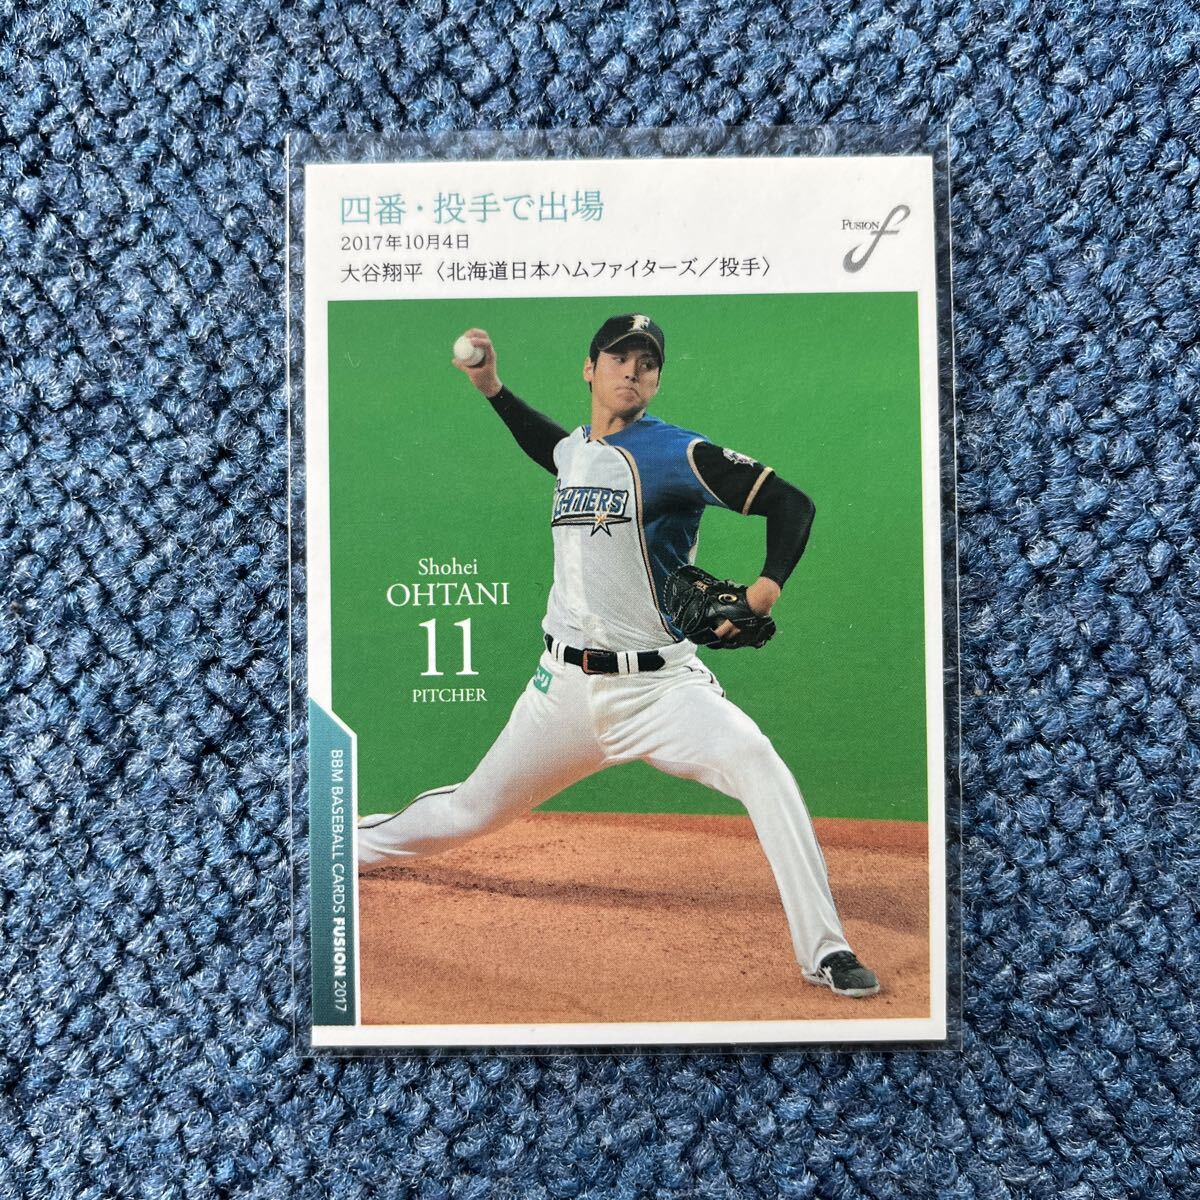 四番・投手で出場
2017年10月4日
大谷翔平〈北海道日本ハムファイターズ／投手〉
FUSION f
F
FIGHTERS
Shohei
OHTANI
11
PITCHER
BBM BASEBALL CARDS FUSION 2017